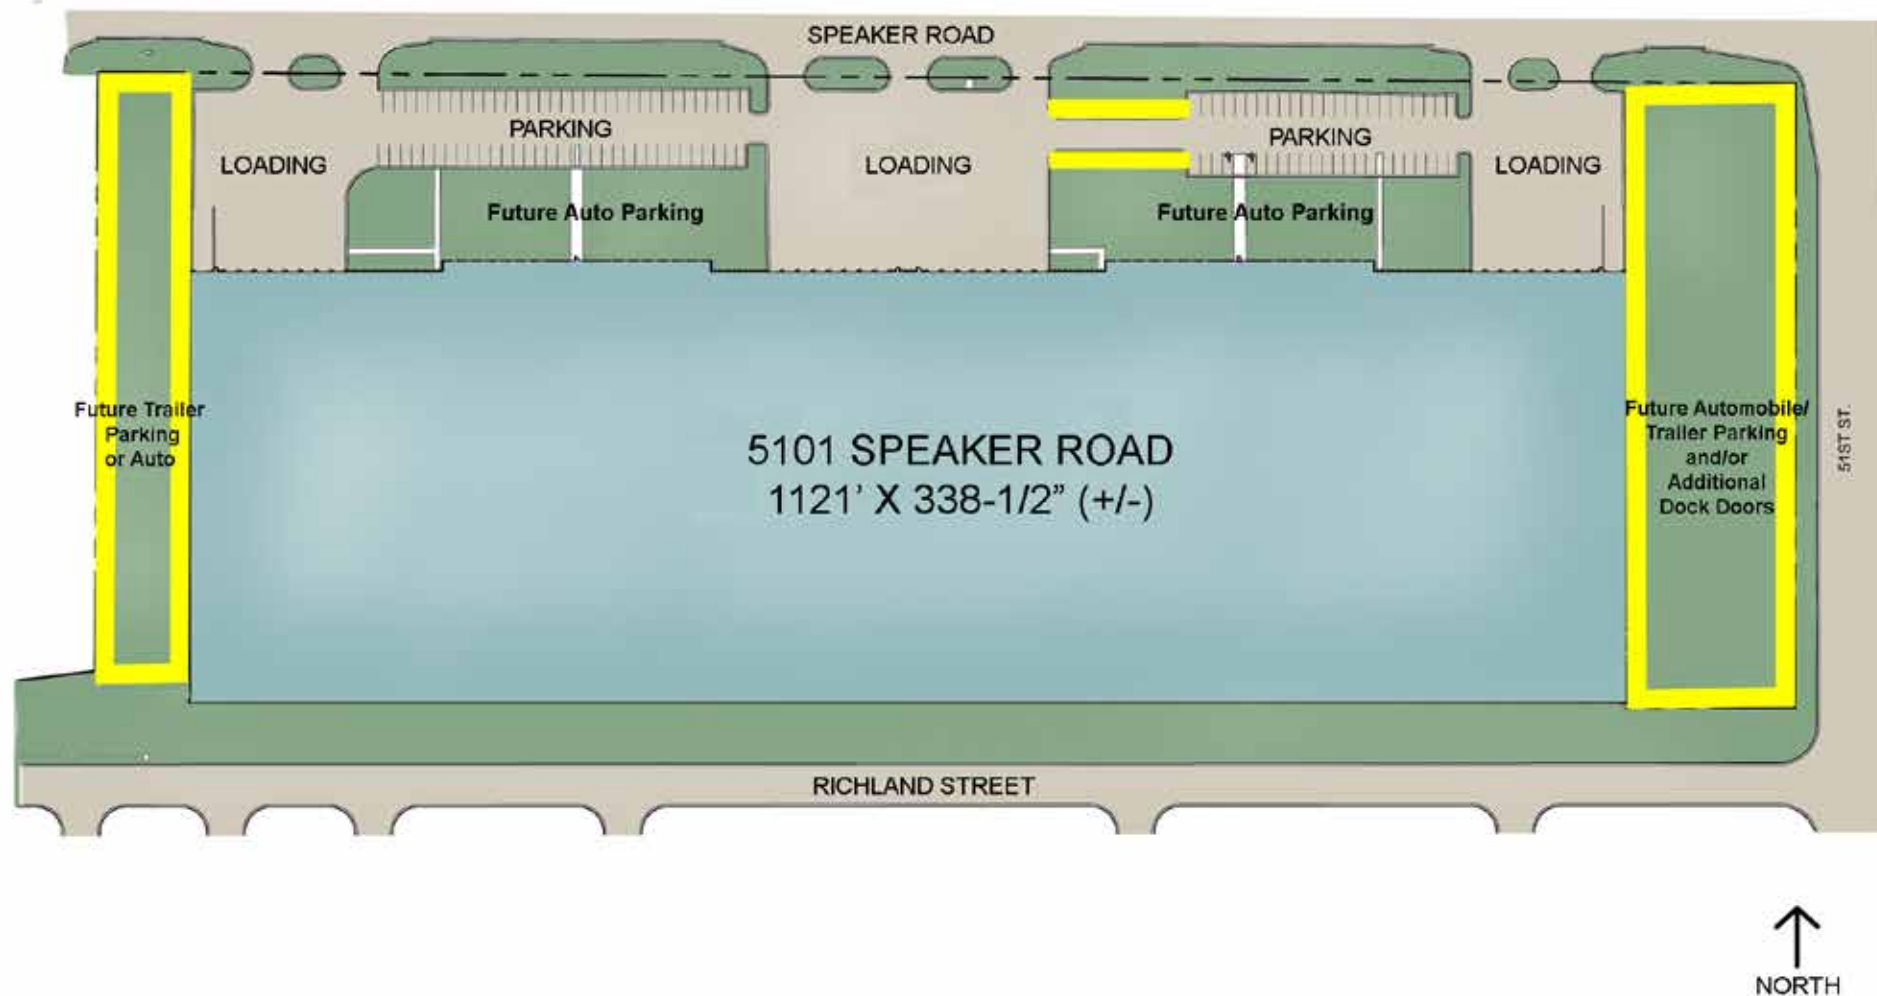 SPEAKER ROAD
PARKING
PARKING
LOADING
LOADING
LOADING
Future Auto Parking
Future Auto Parking
Future Trailer
Parking
or Auto
5101 SPEAKER ROAD
1121’ X 338-1/2” (+/-)
Future Automobile/
Trailer Parking
and/or
Additional
Dock Doors
51ST ST.
RICHLAND STREET
NORTH